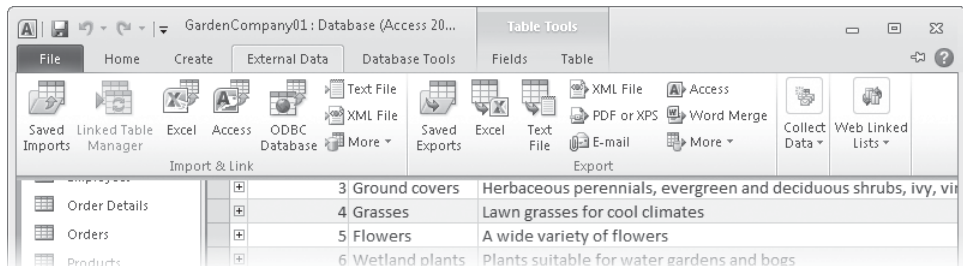 GardenCompany01 : Database (Access 20...
Table Tools
File Home Create External Data Database Tools Fields Table
Saved Imports
Linked Table Manager
Excel
Access
ODBC Database
Text File
XML File
More
Import & Link
Saved Exports
Excel
Text File
XML File
PDF or XPS
E-mail
Access
Word Merge
More
Export
Collect Data
Web Linked Lists
Order Details
Orders
Products
3 Ground covers Herbaceous perennials, evergreen and deciduous shrubs, ivy,
4 Grasses Lawn grasses for cool climates
5 Flowers A wide variety of flowers
6 Wetland plants Plants suitable for water gardens and bogs